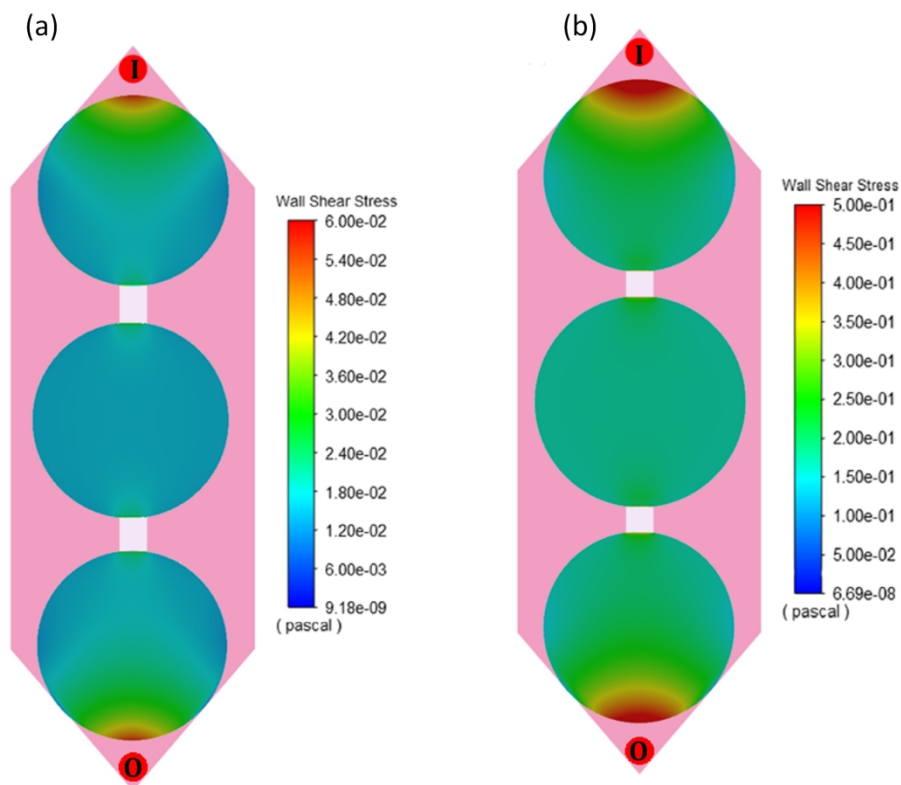 (a)
I
Wall Shear Stress
6.00e-02
5.40e-02
4.80e-02
4.20e-02
3.60e-02
3.00e-02
2.40e-02
1.80e-02
1.20e-02
6.00e-03
9.18e-09
( pascal )
O
(b)
I
Wall Shear Stress
5.00e-01
4.50e-01
4.00e-01
3.50e-01
3.00e-01
2.50e-01
2.00e-01
1.50e-01
1.00e-01
5.00e-02
6.69e-08
( pascal )
O